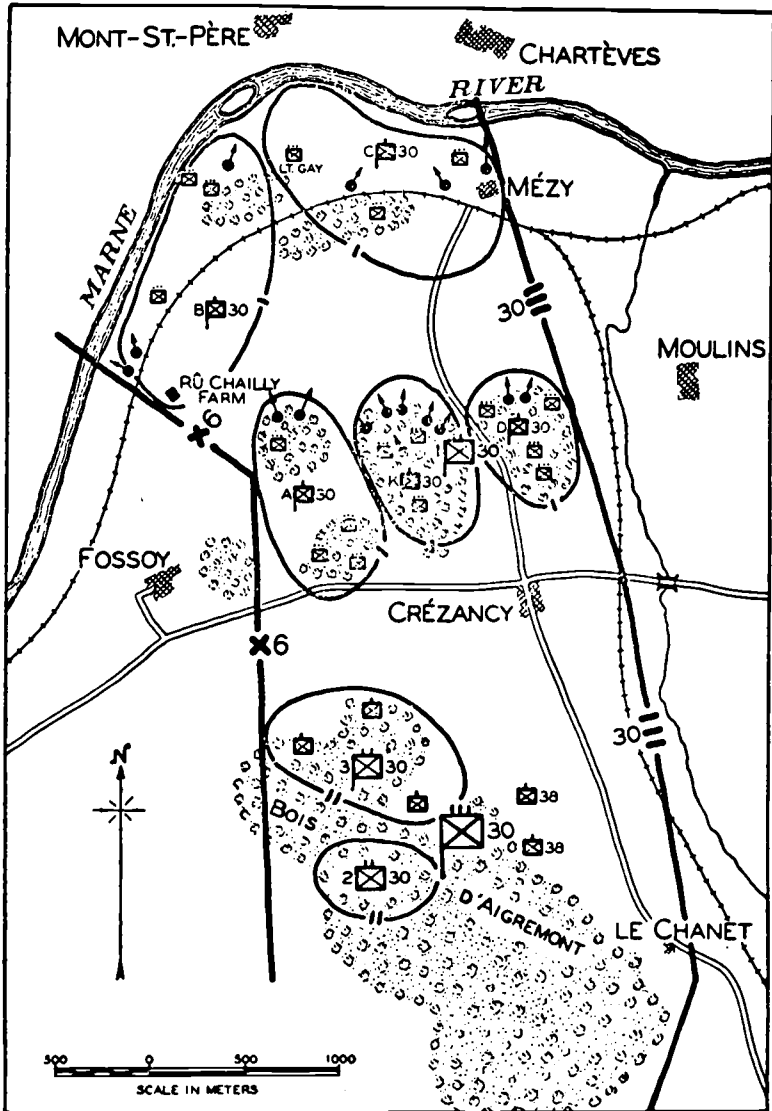 MONT-ST.-PÈRE
CHARTÈVES
RIVER
C 30
LT. GAY
MÉZY
MARNE
B 30
30
MOULINS
RÛ CHAILLY
FARM
6
D 30
30
A 30
K 30
FOSSOY
CRÉZANCY
6
30
3 30
N
38
BOIS
30
38
2 30
D'AIGREMONT
LE CHANET
500 0 500 1000
SCALE IN METERS